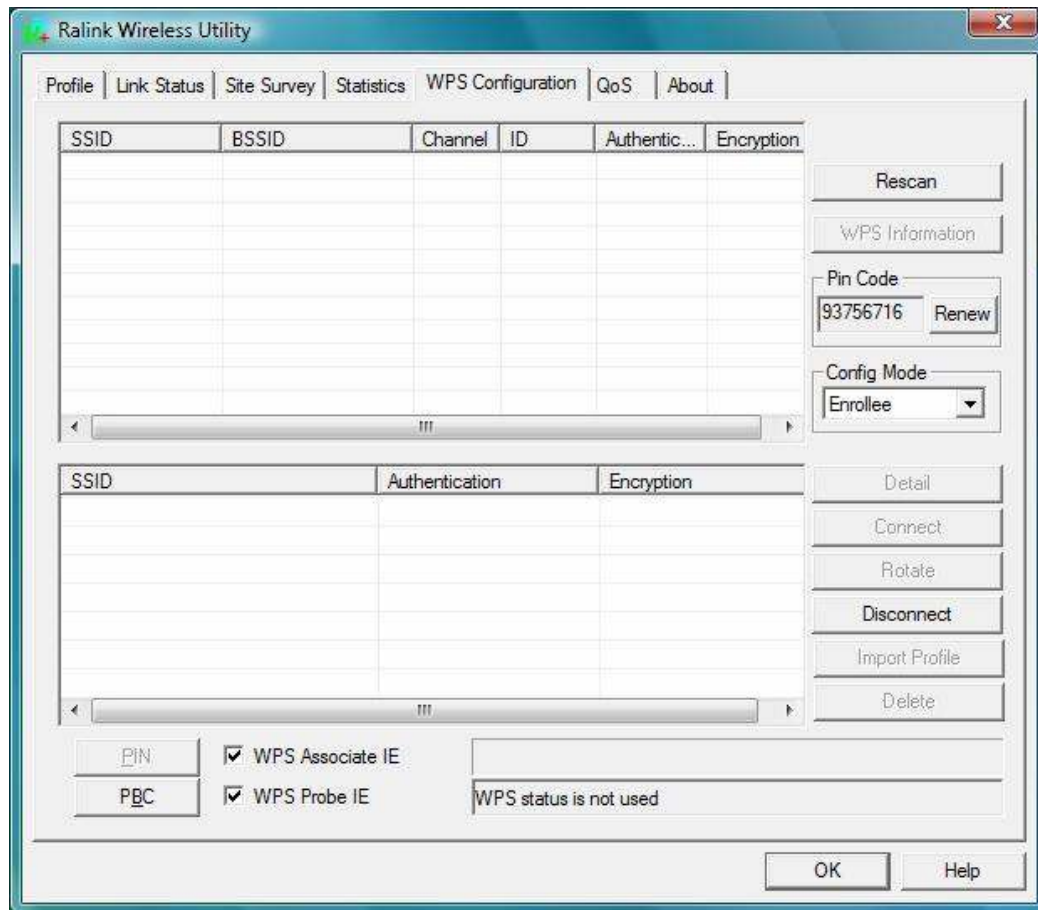 Ralink Wireless Utility
Profile Link Status Site Survey Statistics WPS Configuration QoS About
SSID BSSID Channel ID Authentic... Encryption
Rescan
WPS Information
Pin Code
93756716 Renew
Config Mode
Enrollee
SSID Authentication Encryption
Detail
Connect
Rotate
Disconnect
Import Profile
Delete
PIN WPS Associate IE
PBC WPS Probe IE WPS status is not used
OK Help